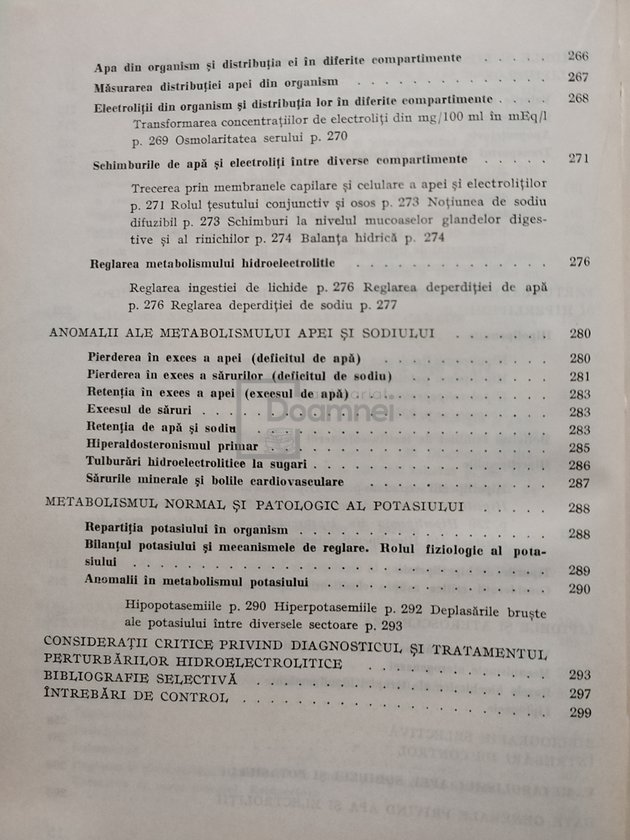 Apa din organism și distribuția ei în diferite compartimente . . . . 266
Măsurarea distribuției apei din organism . . . . . . . . . . . 267
Electroliții din organism și distribuția lor în diferite compartimente . . . . 268
Transformarea concentrațiilor de electroliți din mg/100 ml în mEq/l
p. 269 Osmolaritatea serului p. 270
Schimburile de apă și electroliți între diverse compartimente . . . . . 271
Trecerea prin membranele capilare și celulare a apei și electroliților
p. 271 Rolul țesutului conjunctiv și osos p. 273 Noțiunea de sodiu
difuzibil p. 273 Schimburi la nivelul mucoaselor glandelor diges-
tive și al rinichilor p. 274 Balanța hidrică p. 274
Reglarea metabolismului hidroelectrolitic . . . . . . . . . . . 276
Reglarea ingestiei de lichide p. 276 Reglarea deperdiției de apă
p. 276 Reglarea deperdiției de sodiu p. 277
ANOMALII ALE METABOLISMULUI APEI ȘI SODIULUI . . . . . . 280
Pierderea în exces a apei (deficitul de apă) . . . . . . . . . . 280
Pierderea în exces a sărurilor (deficitul de sodiu) . . . . . . . . 281
Retenția în exces a apei (excesul de apă) . . . . . . . . . . . 283
Excesul de săruri . . . . . . . . . . . . . . . . . . . 283
Retenția de apă și sodiu . . . . . . . . . . . . . . . . . 283
Hiperaldosteronismul primar . . . . . . . . . . . . . . . . 285
Tulburări hidroelectrolitice la sugari . . . . . . . . . . . . . 286
Sărurile minerale și bolile cardiovasculare . . . . . . . . . . . 287
METABOLISMUL NORMAL ȘI PATOLOGIC AL POTASIULUI . . . . 288
Repartiția potasiului în organism . . . . . . . . . . . . . . 288
Bilanțul potasiului și mecanismele de reglare. Rolul fiziologic al pota-
siului . . . . . . . . . . . . . . . . . . . . . . . 289
Anomalii în metabolismul potasiului . . . . . . . . . . . . . 290
Hipopotasemiile p. 290 Hiperpotasemiile p. 292 Deplasările bruște
ale potasiului între diversele sectoare p. 293
CONSIDERAȚII CRITICE PRIVIND DIAGNOSTICUL ȘI TRATAMENTUL
PERTURBĂRILOR HIDROELECTROLITICE . . . . . . . . . . 293
BIBLIOGRAFIE SELECTIVĂ . . . . . . . . . . . . . . . . 297
ÎNTREBĂRI DE CONTROL . . . . . . . . . . . . . . . . . 299
Doamnei